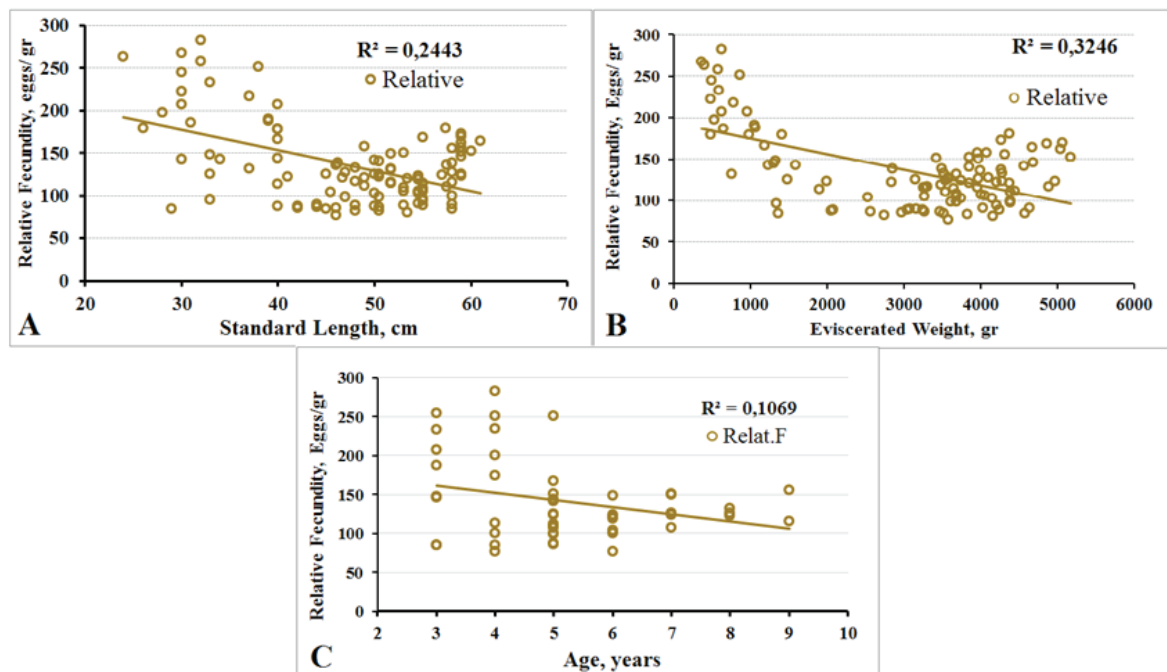 300
250
200
150
100
50
0
Relative Fecundity, eggs/ gr
R² = 0,2443
Relative
20 30 40 50 60 70
Standard Length, cm
A
300
250
200
150
100
50
0
Relative Fecundity, Eggs/ gr
R² = 0,3246
Relative
0 1000 2000 3000 4000 5000 6000
Eviscerated Weight, gr
B
300
250
200
150
100
50
0
Relative Fecundity, Eggs/gr
R² = 0,1069
Relat.F
2 3 4 5 6 7 8 9 10
Age, years
C